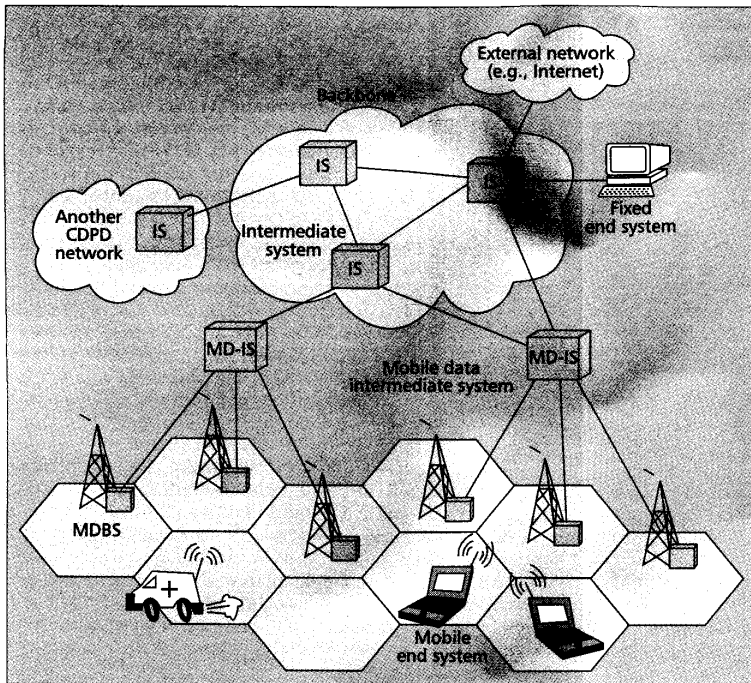 External network
(e.g., Internet)
Backbone
IS
IS
Another
CDPD
network
IS
Intermediate
system
IS
Fixed
end system
MD-IS
MD-IS
Mobile data
intermediate system
MDBS
Mobile
end system